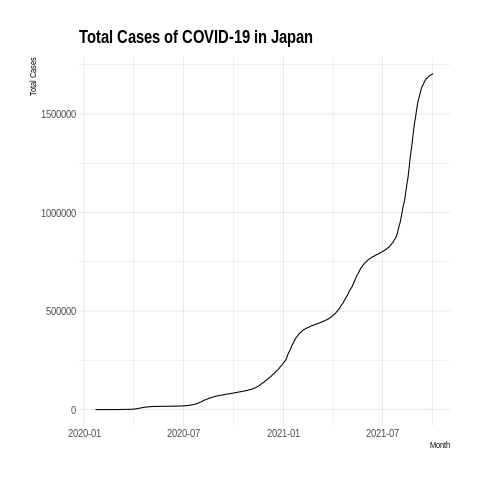 Total Cases of COVID-19 in Japan
Total Cases
1500000
1000000
500000
0
2020-01
2020-07
2021-01
2021-07
Month